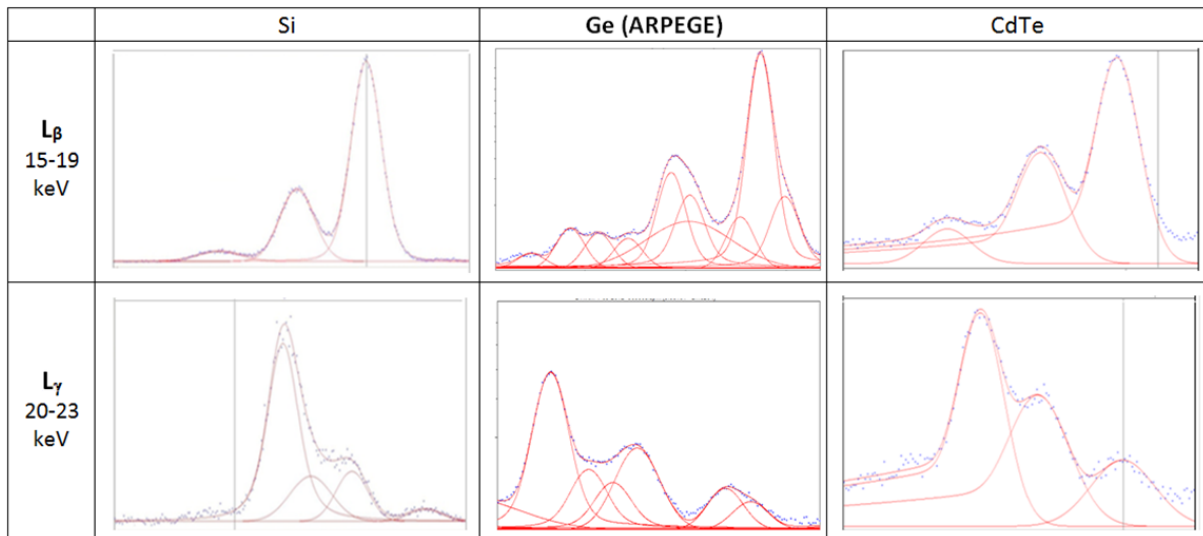 Si
Ge (ARPEGE)
CdTe
Lβ
15-19
keV
Lγ
20-23
keV